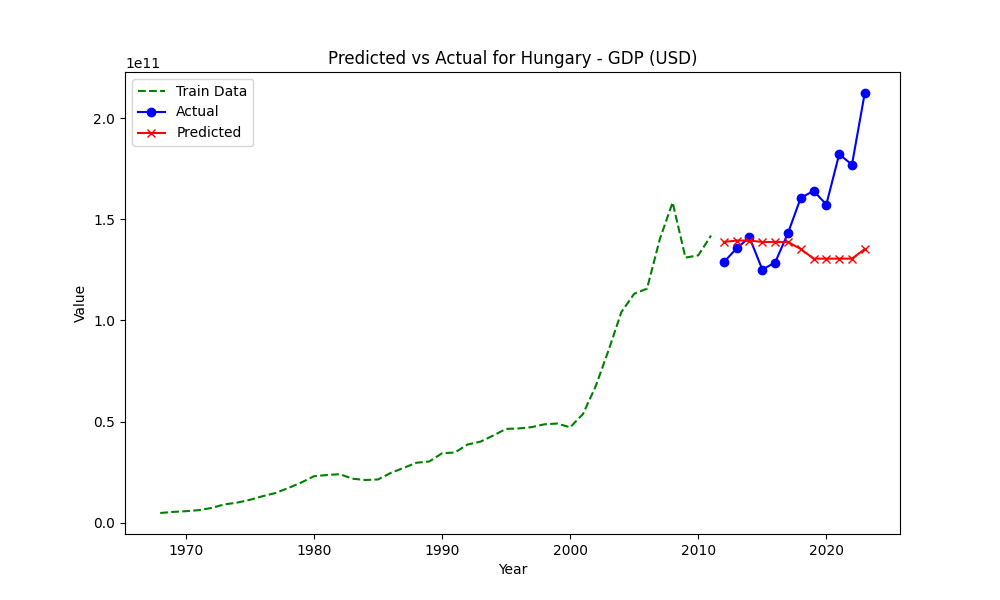 Predicted vs Actual for Hungary - GDP (USD)
1e11
Train Data
Actual
Predicted
2.0
1.5
1.0
0.5
0.0
Value
1970 1980 1990 2000 2010 2020
Year